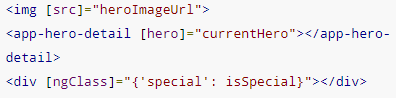 <img [src]="heroImageUrl">
<app-hero-detail [hero]="currentHero"></app-hero-
detail>
<div [ngClass]="{'special': isSpecial}"></div>